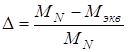 Δ = (M_N − M_экв) / M_N